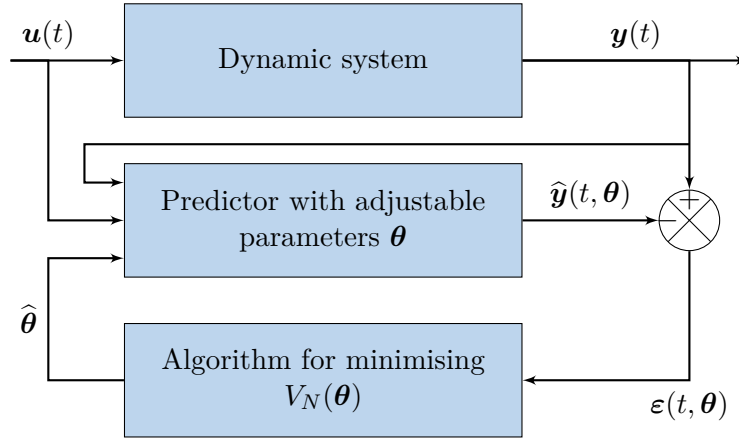 𝒖(t)
Dynamic system
𝒚(t)
Predictor with adjustable
parameters 𝜽
𝒚̂(t, 𝜽)
+
−
𝜽̂
Algorithm for minimising
V_N(𝜽)
𝜺(t, 𝜽)